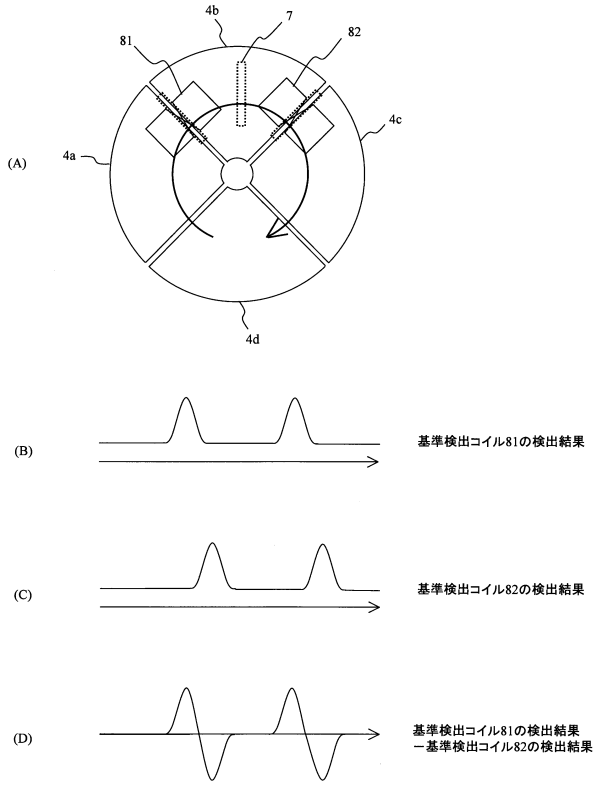 4b
7
81
82
4c
4a
(A)
4d
(B)
基準検出コイル81の検出結果
(C)
基準検出コイル82の検出結果
(D)
基準検出コイル81の検出結果
－基準検出コイル82の検出結果